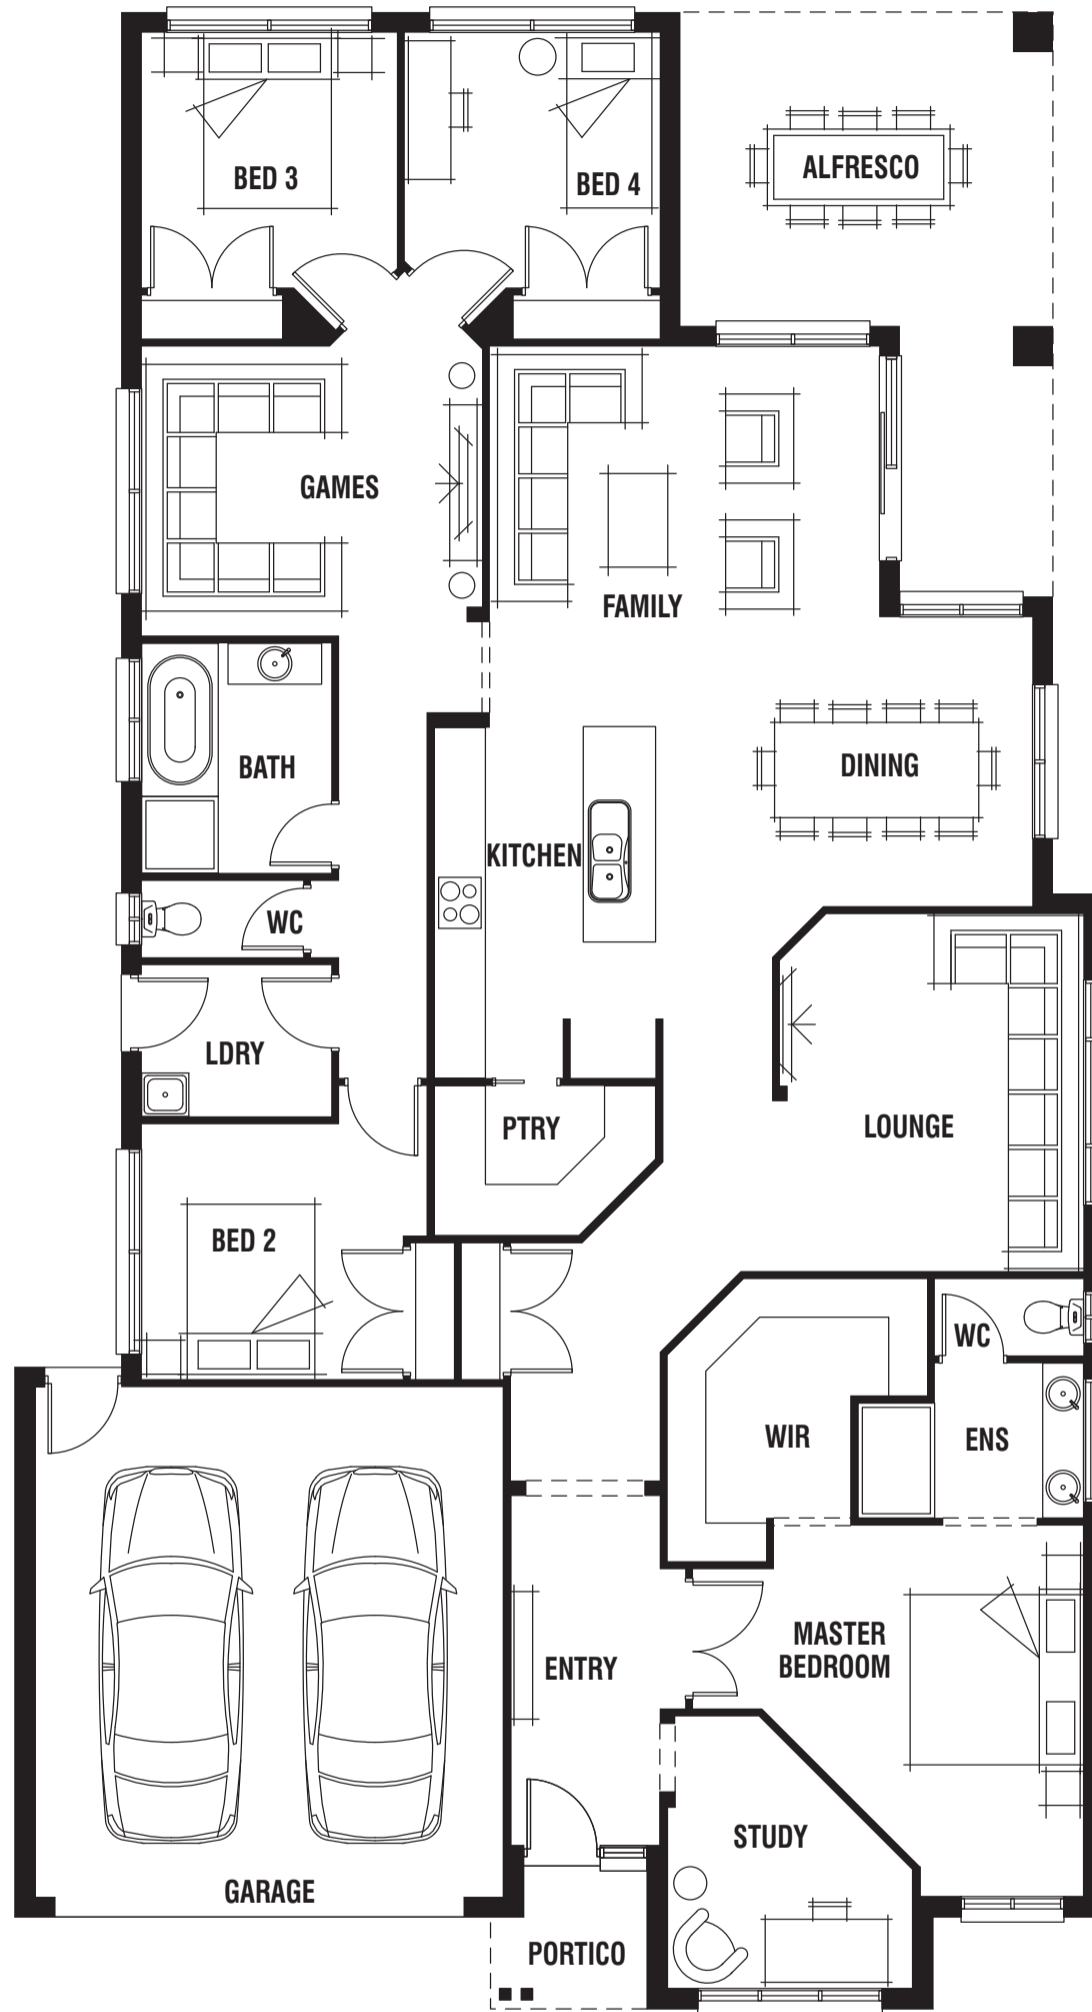 BED 3
BED 4
ALFRESCO
GAMES
FAMILY
BATH
DINING
KITCHEN
WC
LDRY
PTRY
LOUNGE
BED 2
WC
WIR
ENS
MASTER
BEDROOM
ENTRY
STUDY
GARAGE
PORTICO